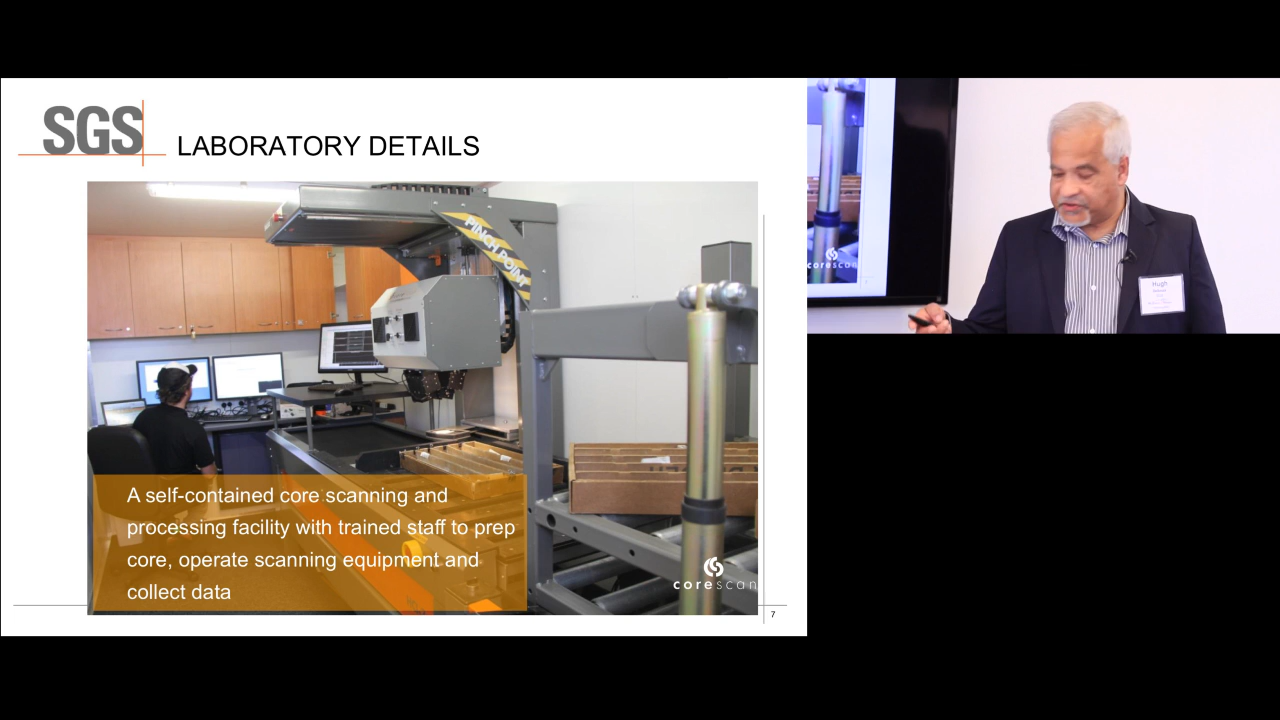 SGS
LABORATORY DETAILS
PINCH POINT
A self-contained core scanning and
processing facility with trained staff to prep
core, operate scanning equipment and
collect data
corescan
7
corescan
Hugh